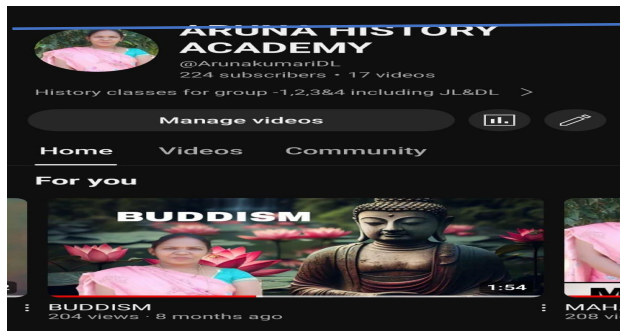 ARUNA HISTORY
ACADEMY
@ArunakumariDL
224 subscribers • 17 videos
History classes for group -1,2,3&4 including JL&DL >
Manage videos
Home Videos Community
For you
BUDDISM
1:54
BUDDISM
204 views · 8 months ago
MAH
208 vi